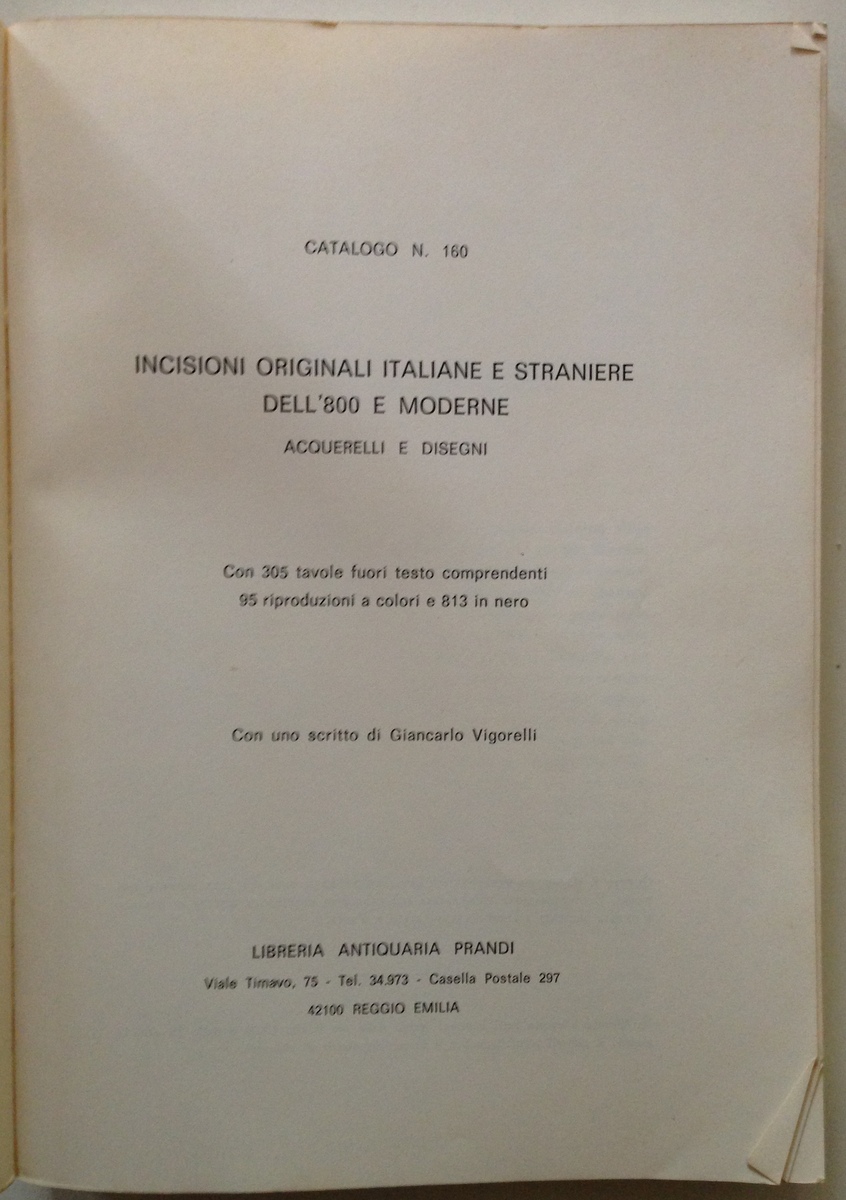 CATALOGO N. 160
INCISIONI ORIGINALI ITALIANE E STRANIERE
DELL'800 E MODERNE
ACQUERELLI E DISEGNI
Con 305 tavole fuori testo comprendenti
95 riproduzioni a colori e 813 in nero
Con uno scritto di Giancarlo Vigorelli
LIBRERIA ANTIQUARIA PRANDI
Viale Timavo, 75 - Tel. 34.973 - Casella Postale 297
42100 REGGIO EMILIA